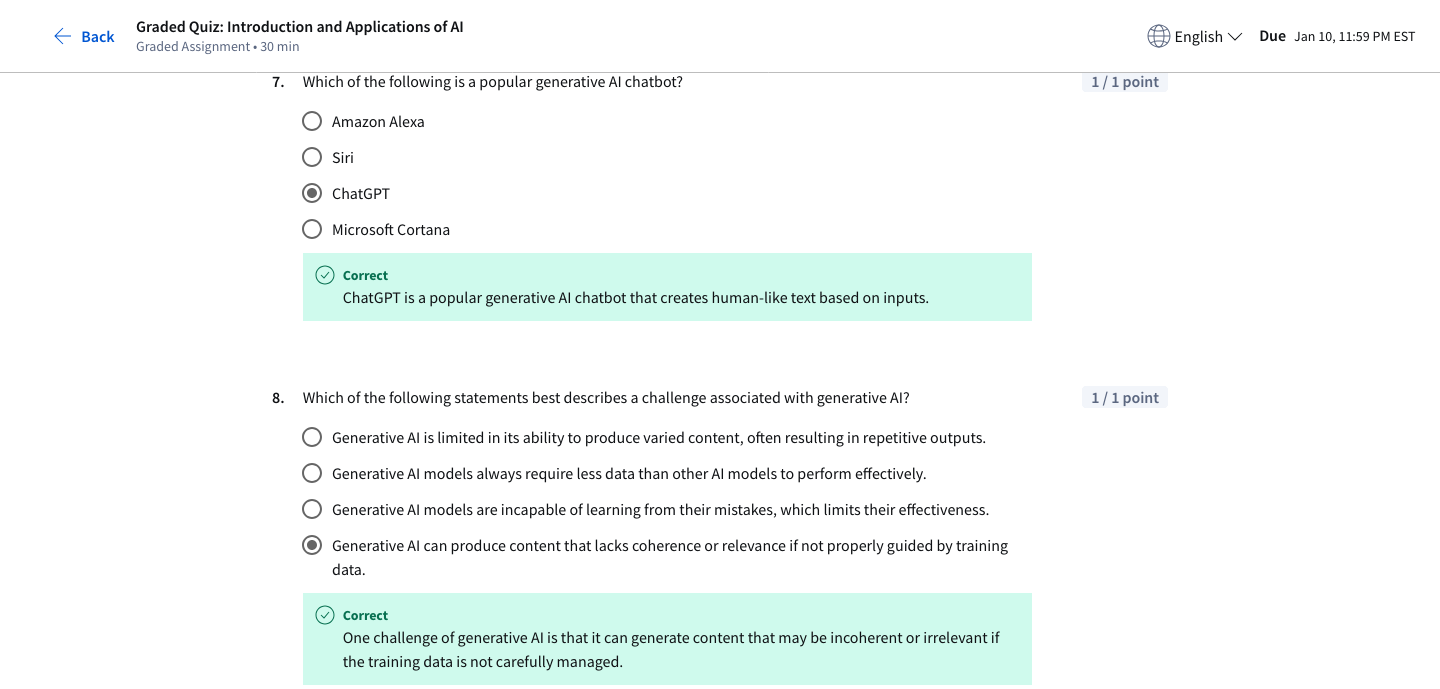 Back
Graded Quiz: Introduction and Applications of AI
Graded Assignment • 30 min
English
Due Jan 10, 11:59 PM EST
7. Which of the following is a popular generative AI chatbot?
1 / 1 point
Amazon Alexa
Siri
ChatGPT
Microsoft Cortana
Correct
ChatGPT is a popular generative AI chatbot that creates human-like text based on inputs.
8. Which of the following statements best describes a challenge associated with generative AI?
1 / 1 point
Generative AI is limited in its ability to produce varied content, often resulting in repetitive outputs.
Generative AI models always require less data than other AI models to perform effectively.
Generative AI models are incapable of learning from their mistakes, which limits their effectiveness.
Generative AI can produce content that lacks coherence or relevance if not properly guided by training
data.
Correct
One challenge of generative AI is that it can generate content that may be incoherent or irrelevant if
the training data is not carefully managed.